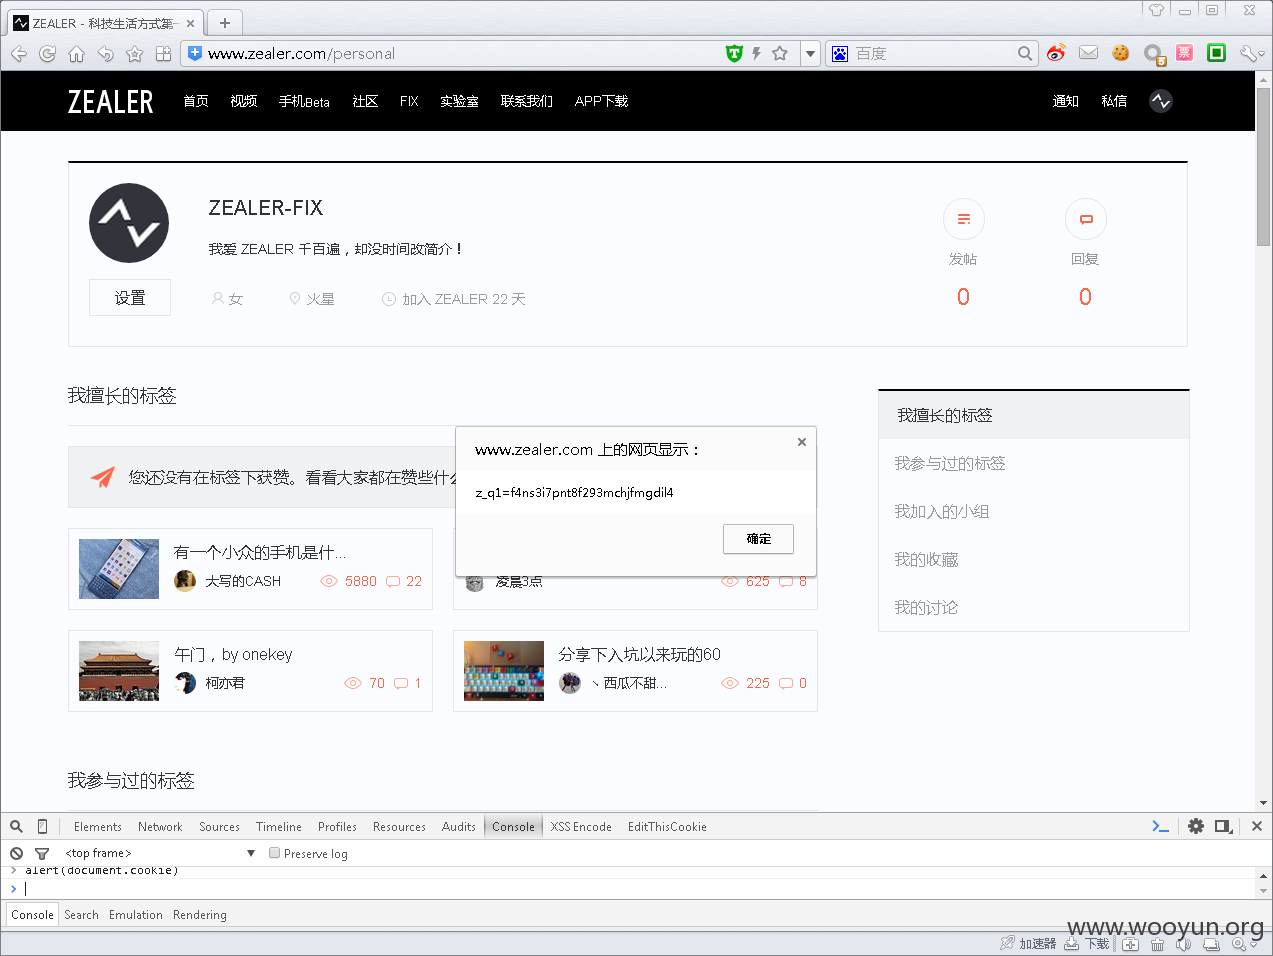 ZEALER - 科技生活方式第一
www.zealer.com/personal
百度
票
5
ZEALER 首页 视频 手机Beta 社区 FIX 实验室 联系我们 APP下载 通知 私信
ZEALER-FIX
我爱 ZEALER 千百遍，却没时间改简介！
设置
女 火星 加入 ZEALER 22 天
发帖 回复
0 0
我擅长的标签
您还没有在标签下获赞。看看大家都在赞些什么
www.zealer.com 上的网页显示：
z_q1=f4ns3i7pnt8f293mchjfmgdil4
确定
有一个小众的手机是什...
大写的CASH 5880 22
凌晨3点 625 8
午门，by onekey
柯亦君 70 1
分享下入坑以来玩的60
丶西瓜不甜... 225 0
我擅长的标签
我参与过的标签
我加入的小组
我的收藏
我的讨论
我参与过的标签
Elements Network Sources Timeline Profiles Resources Audits Console XSS Encode EditThisCookie
<top frame> Preserve log
alert(document.cookie)
Console Search Emulation Rendering
www.wooyun.org
加速器 下载